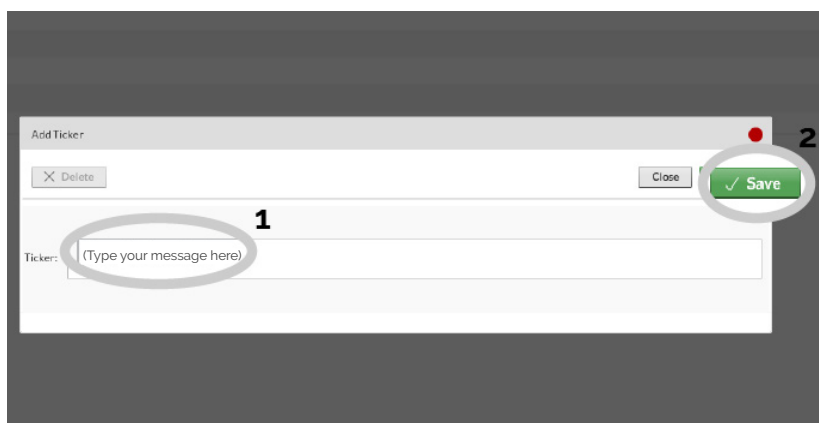 Add Ticker
2
Delete
Close
Save
1
Ticker:
(Type your message here)